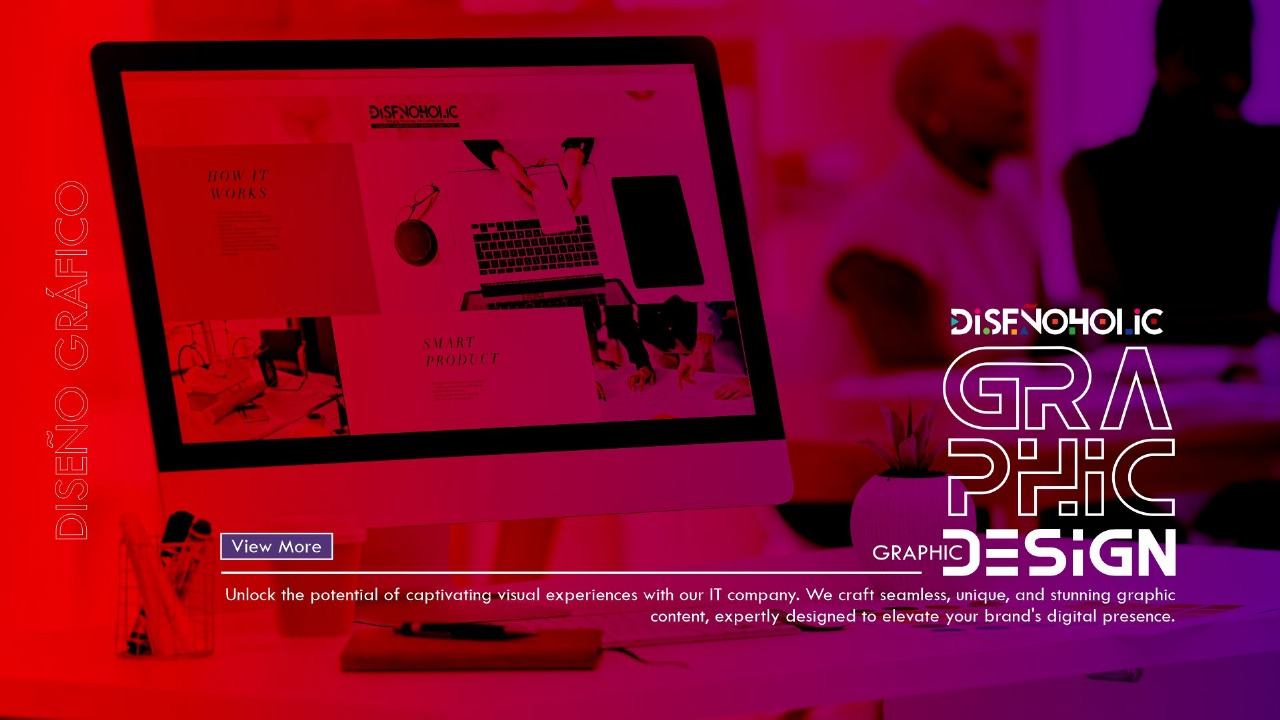 DiSEÑOHOLiC
HOW IT
WORKS
SMART
PRODUCT
DISEÑO GRÁFICO
DiSEÑOHOLiC
GRA
PHiC
DESiGN
View More
GRAPHIC
Unlock the potential of captivating visual experiences with our IT company. We craft seamless, unique, and stunning graphic
content, expertly designed to elevate your brand's digital presence.